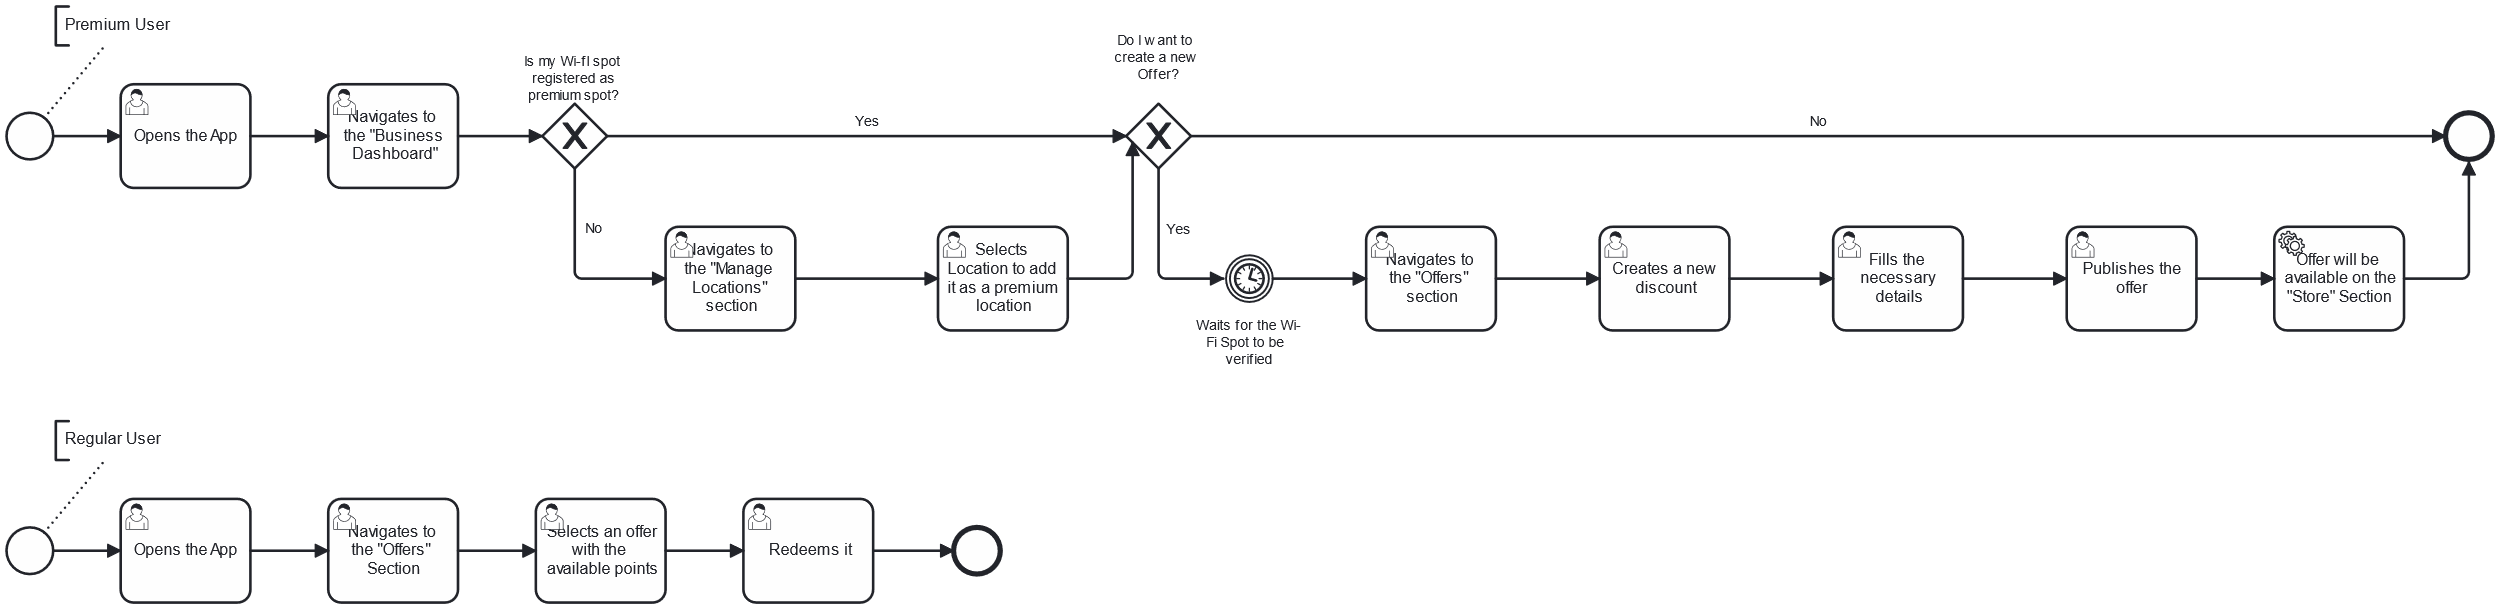 Premium User
Opens the App
Navigates to
the "Business
Dashboard"
Is my Wi-fI spot
registered as
premium spot?
Yes
No
Navigates to
the "Manage
Locations"
section
Selects
Location to add
it as a premium
location
Do I want to
create a new
Offer?
No
Yes
Waits for the Wi-
Fi Spot to be
verified
Navigates to
the "Offers"
section
Creates a new
discount
Fills the
necessary
details
Publishes the
offer
Offer will be
available on the
"Store" Section
Regular User
Opens the App
Navigates to
the "Offers"
Section
Selects an offer
with the
available points
Redeems it